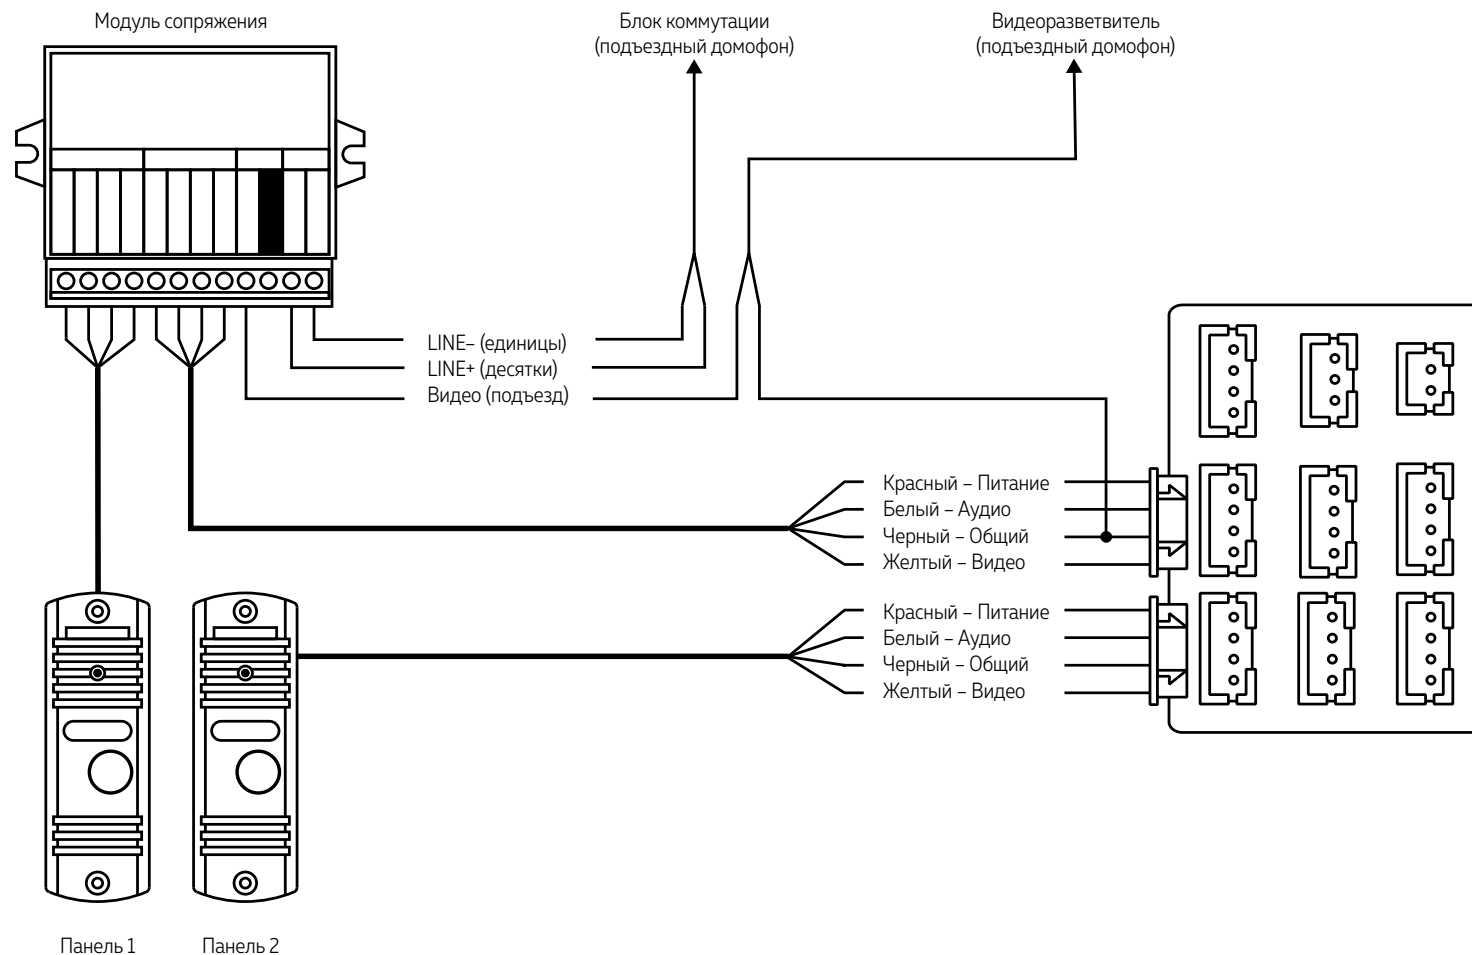 Модуль сопряжения
Блок коммутации
(подъездный домофон)
Видеоразветвитель
(подъездный домофон)
LINE– (единицы)
LINE+ (десятки)
Видео (подъезд)
Красный – Питание
Белый – Аудио
Черный – Общий
Желтый – Видео
Красный – Питание
Белый – Аудио
Черный – Общий
Желтый – Видео
Панель 1
Панель 2